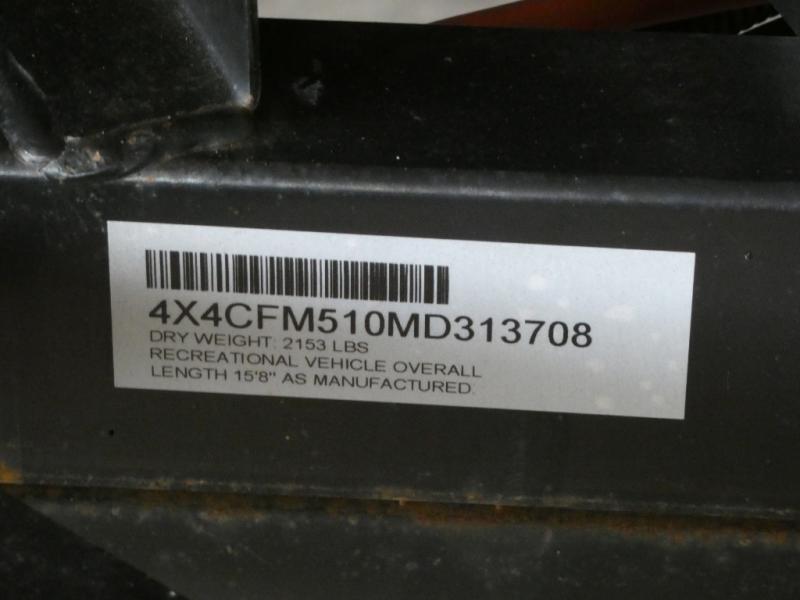 4X4CFM510MD313708
DRY WEIGHT: 2153 LBS
RECREATIONAL VEHICLE OVERALL
LENGTH 15'8" AS MANUFACTURED.